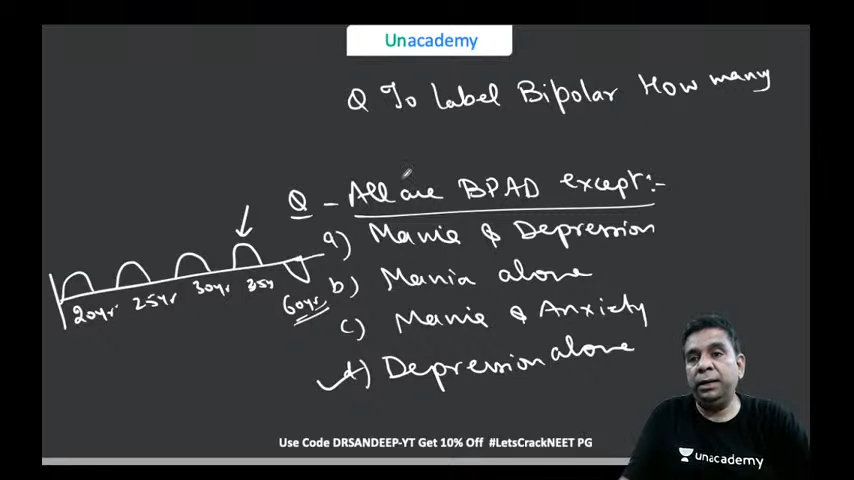 Unacademy
Q To Label Bipolar How many
Q - All are BPAD except:-
a) Mania & Depression
b) Mania alone
c) Mania & Anxiety
d) Depression alone
20yr 25yr 30yr 35y 60yr
Use Code DRSANDEEP-YT Get 10% Off #LetsCrackNEET PG
unacademy